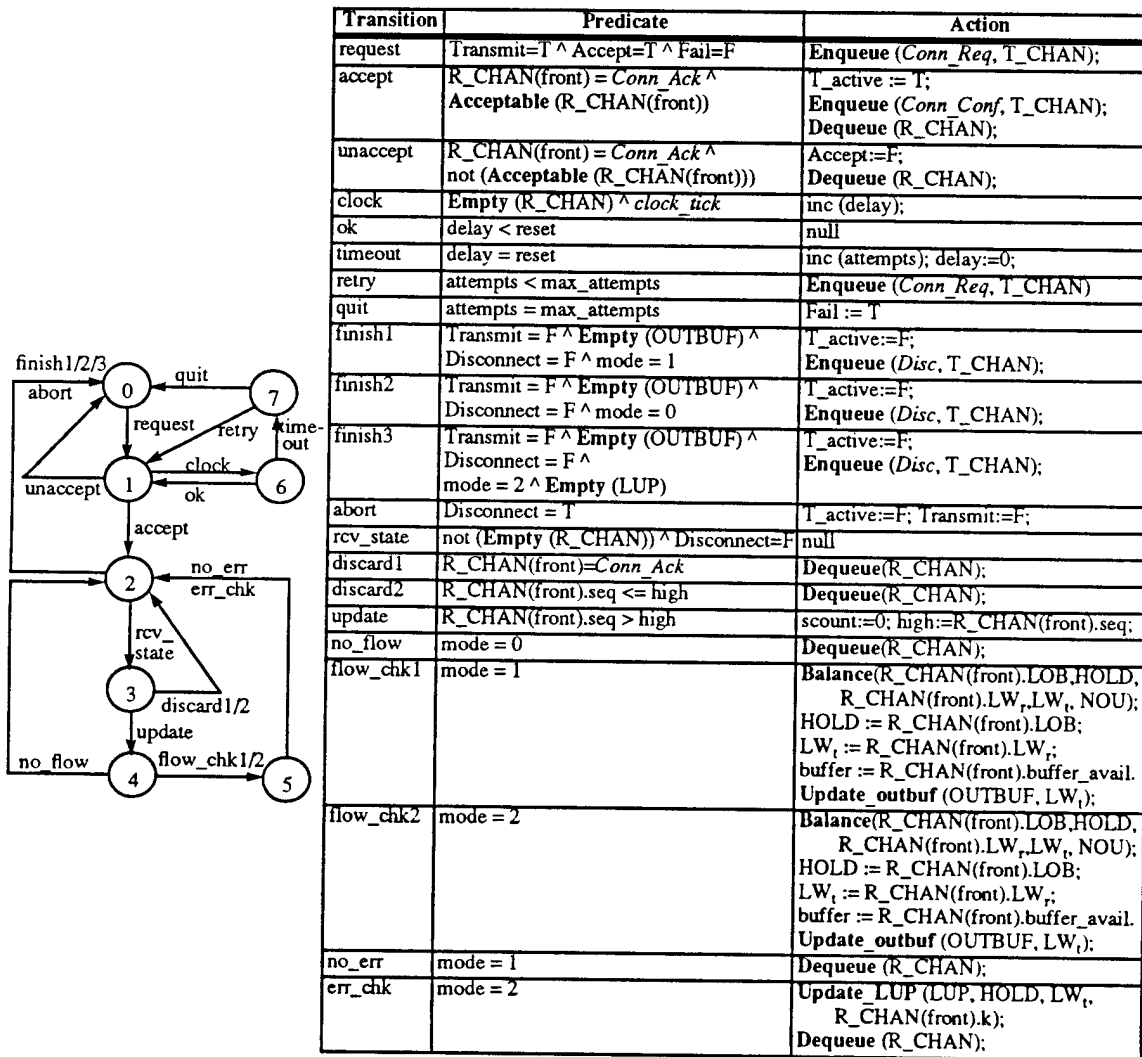 finish1/2/3
abort
0
quit
7
request
retry
time-
out
clock
unaccept
1
ok
6
accept
2
no_err
err_chk
rcv_
state
3
discard1/2
update
no_flow
4
flow_chk1/2
5
Transition Predicate Action
request Transmit=T ^ Accept=T ^ Fail=F Enqueue (Conn_Req, T_CHAN);
accept R_CHAN(front) = Conn_Ack ^ T_active := T;
Acceptable (R_CHAN(front)) Enqueue (Conn_Conf, T_CHAN);
Dequeue (R_CHAN);
unaccept R_CHAN(front) = Conn_Ack ^ Accept:=F;
not (Acceptable (R_CHAN(front))) Dequeue (R_CHAN);
clock Empty (R_CHAN) ^ clock_tick inc (delay);
ok delay < reset null
timeout delay = reset inc (attempts); delay:=0;
retry attempts < max_attempts Enqueue (Conn_Req, T_CHAN)
quit attempts = max_attempts Fail := T
finish1 Transmit = F ^ Empty (OUTBUF) ^ T_active:=F;
Disconnect = F ^ mode = 1 Enqueue (Disc, T_CHAN);
finish2 Transmit = F ^ Empty (OUTBUF) ^ T_active:=F;
Disconnect = F ^ mode = 0 Enqueue (Disc, T_CHAN);
finish3 Transmit = F ^ Empty (OUTBUF) ^ T_active:=F;
Disconnect = F ^ Enqueue (Disc, T_CHAN);
mode = 2 ^ Empty (LUP)
abort Disconnect = T T_active:=F; Transmit:=F;
rcv_state not (Empty (R_CHAN)) ^ Disconnect=F null
discard1 R_CHAN(front)=Conn_Ack Dequeue(R_CHAN);
discard2 R_CHAN(front).seq <= high Dequeue(R_CHAN);
update R_CHAN(front).seq > high scount:=0; high:=R_CHAN(front).seq;
no_flow mode = 0 Dequeue(R_CHAN);
flow_chk1 mode = 1 Balance(R_CHAN(front).LOB,HOLD,
R_CHAN(front).LWr,LWt, NOU);
HOLD := R_CHAN(front).LOB;
LWt := R_CHAN(front).LWr;
buffer := R_CHAN(front).buffer_avail.
Update_outbuf (OUTBUF, LWt);
flow_chk2 mode = 2 Balance(R_CHAN(front).LOB,HOLD,
R_CHAN(front).LWr,LWt, NOU);
HOLD := R_CHAN(front).LOB;
LWt := R_CHAN(front).LWr;
buffer := R_CHAN(front).buffer_avail.
Update_outbuf (OUTBUF, LWt);
no_err mode = 1 Dequeue (R_CHAN);
err_chk mode = 2 Update_LUP (LUP, HOLD, LWt,
R_CHAN(front).k);
Dequeue (R_CHAN);